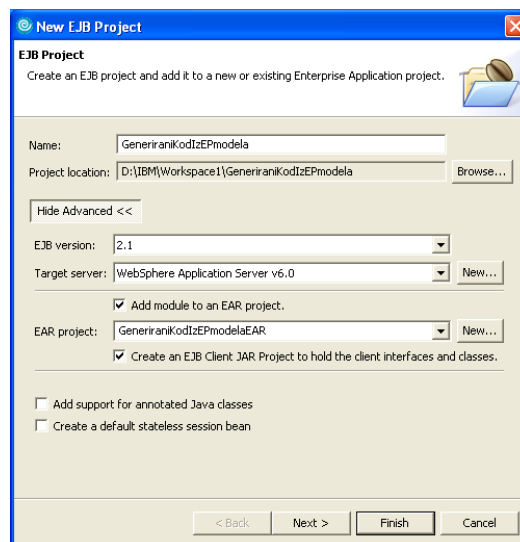 New EJB Project
EJB Project
Create an EJB project and add it to a new or existing Enterprise Application project.
Name: GeneriraniKodIzEPmodela
Project location: D:\IBM\Workspace1\GeneriraniKodIzEPmodela Browse...
Hide Advanced <<
EJB version: 2.1
Target server: WebSphere Application Server v6.0 New...
Add module to an EAR project.
EAR project: GeneriraniKodIzEPmodelaEAR New...
Create an EJB Client JAR Project to hold the client interfaces and classes.
Add support for annotated Java classes
Create a default stateless session bean
< Back Next > Finish Cancel